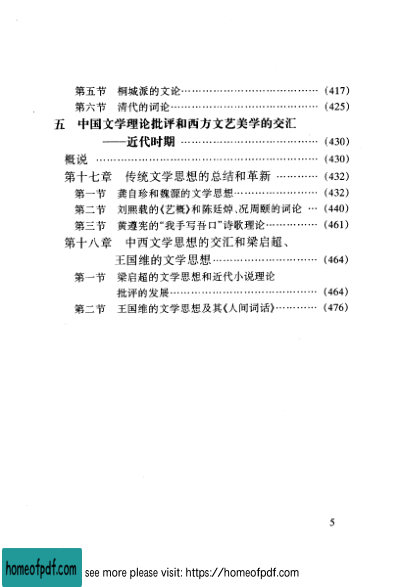 第五节 桐城派的文论……………………………………(417)
第六节 清代的词论………………………………………(425)
五 中国文学理论批评和西方文艺美学的交汇
——近代时期……………………………………(430)
概说……………………………………………………………(430)
第十七章 传统文学思想的总结和革新…………(432)
第一节 龚自珍和魏源的文学思想……………………(432)
第二节 刘熙载的《艺概》和陈廷焯、况周颐的词论…(440)
第三节 黄遵宪的“我手写吾口”诗歌理论……………(461)
第十八章 中西文学思想的交汇和梁启超、
王国维的文学思想…………………………(464)
第一节 梁启超的文学思想和近代小说理论
批评的发展………………………………………(464)
第二节 王国维的文学思想及其《人间词话》…………(476)
5
homeofpdf.com
see more please visit: https://homeofpdf.com